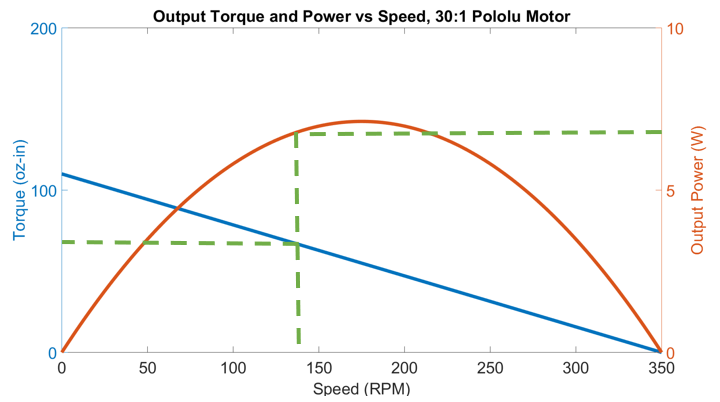 Output Torque and Power vs Speed, 30:1 Pololu Motor
200
100
0
Torque (oz-in)
10
5
0
Output Power (W)
0 50 100 150 200 250 300 350
Speed (RPM)